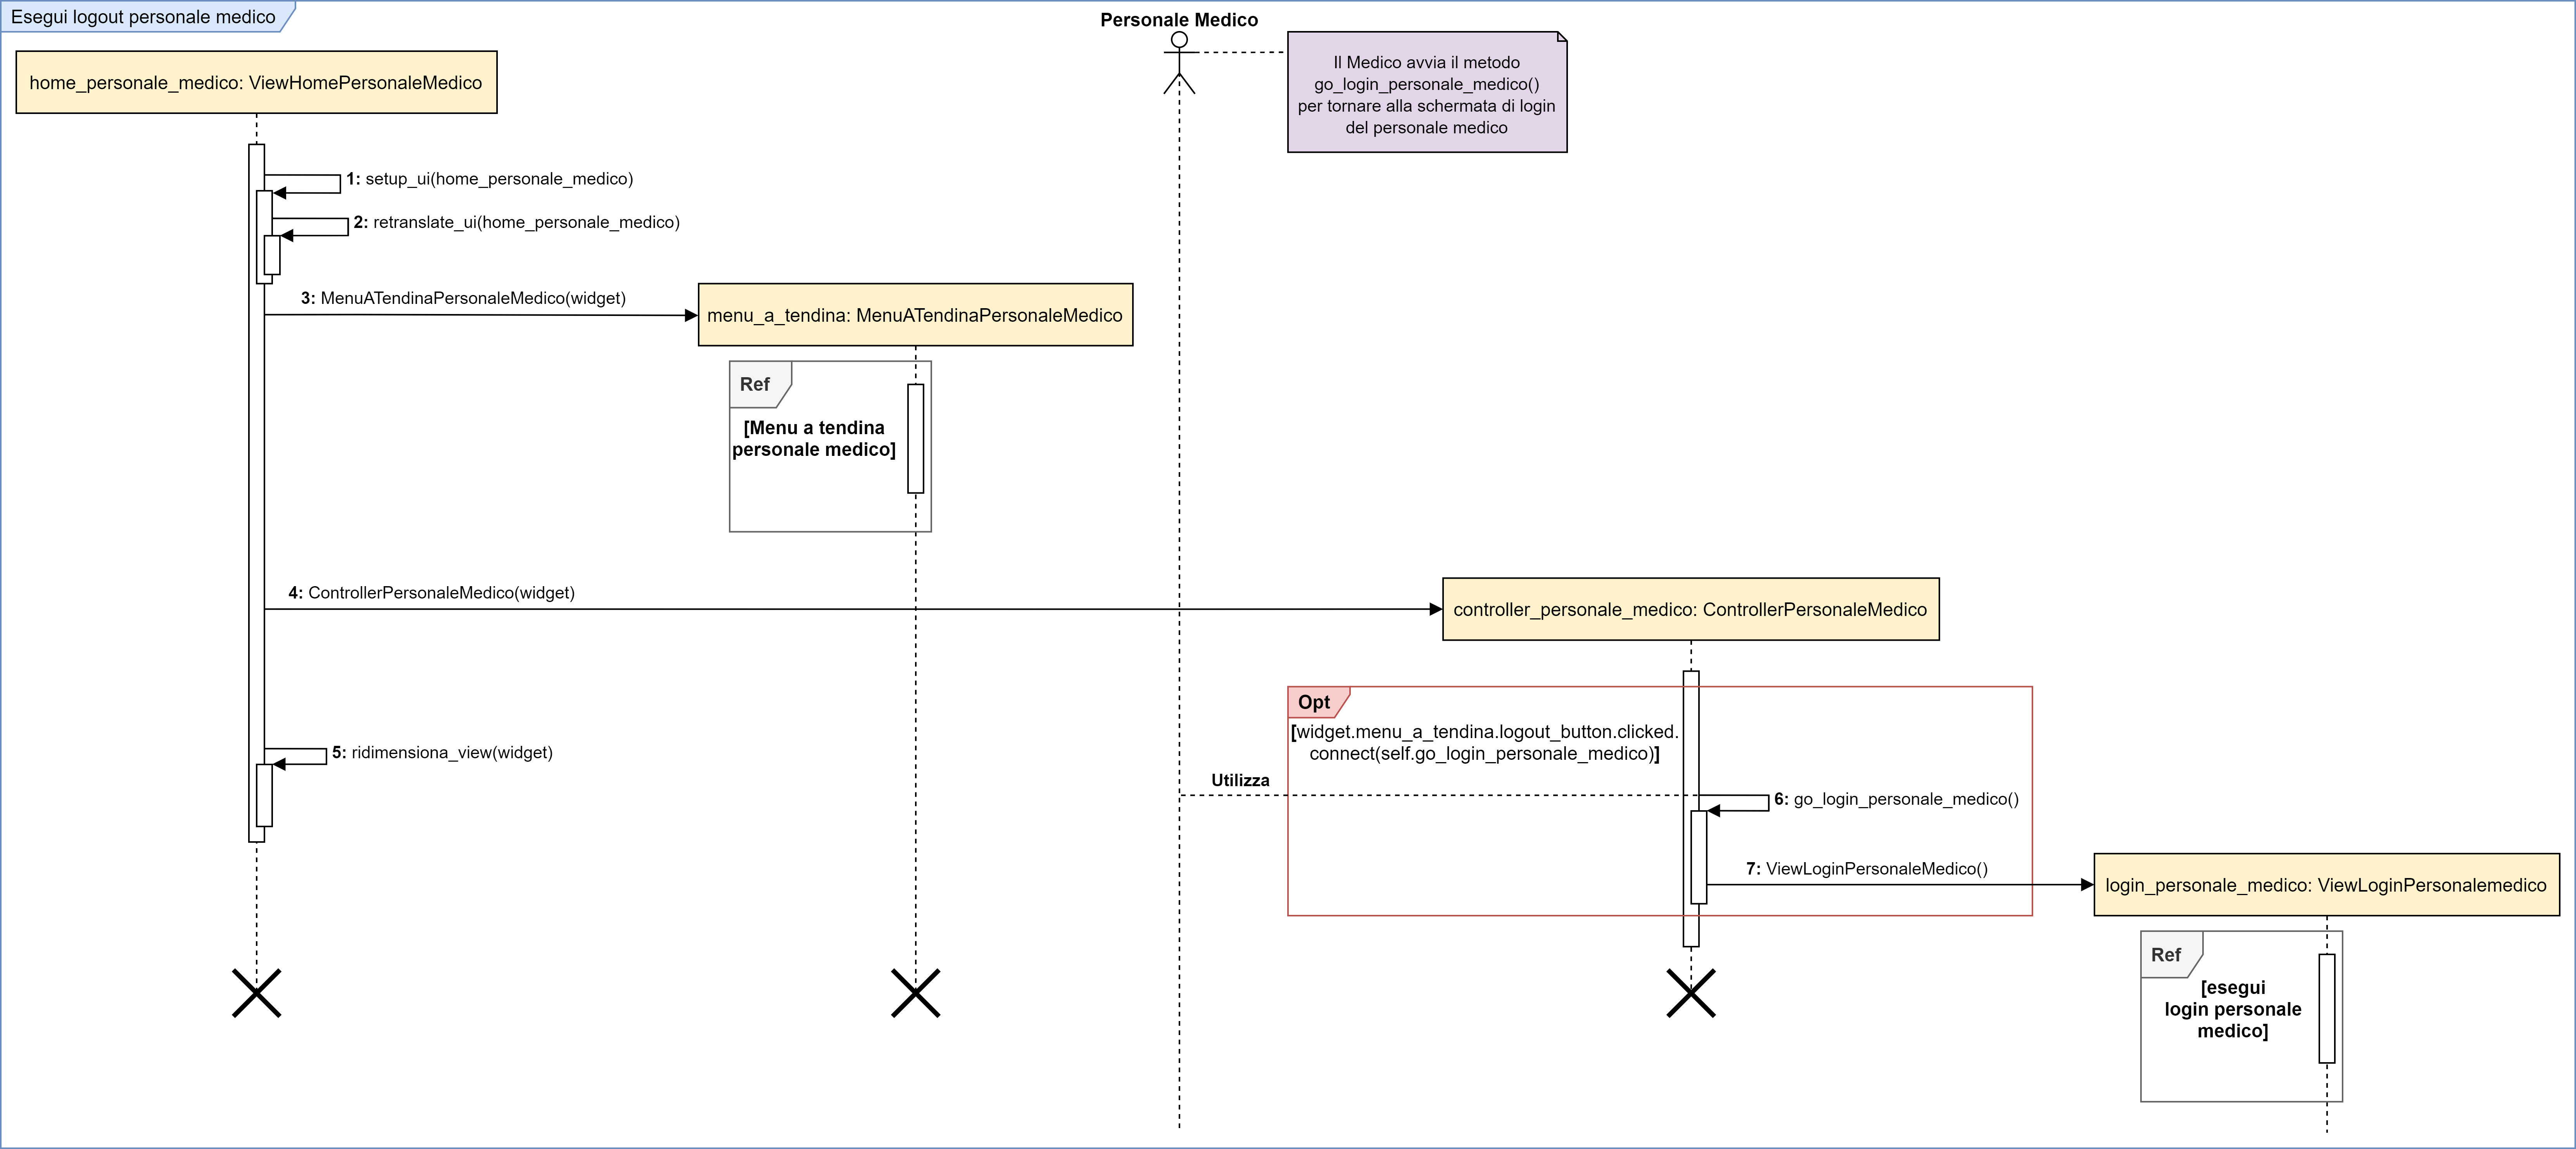 Esegui logout personale medico
Personale Medico
Il Medico avvia il metodo
go_login_personale_medico()
per tornare alla schermata di login
del personale medico
home_personale_medico: ViewHomePersonaleMedico
1: setup_ui(home_personale_medico)
2: retranslate_ui(home_personale_medico)
3: MenuATendinaPersonaleMedico(widget)
menu_a_tendina: MenuATendinaPersonaleMedico
Ref
[Menu a tendina
personale medico]
4: ControllerPersonaleMedico(widget)
controller_personale_medico: ControllerPersonaleMedico
Opt
[widget.menu_a_tendina.logout_button.clicked.
connect(self.go_login_personale_medico)]
5: ridimensiona_view(widget)
Utilizza
6: go_login_personale_medico()
7: ViewLoginPersonaleMedico()
login_personale_medico: ViewLoginPersonalemedico
Ref
[esegui
login personale
medico]